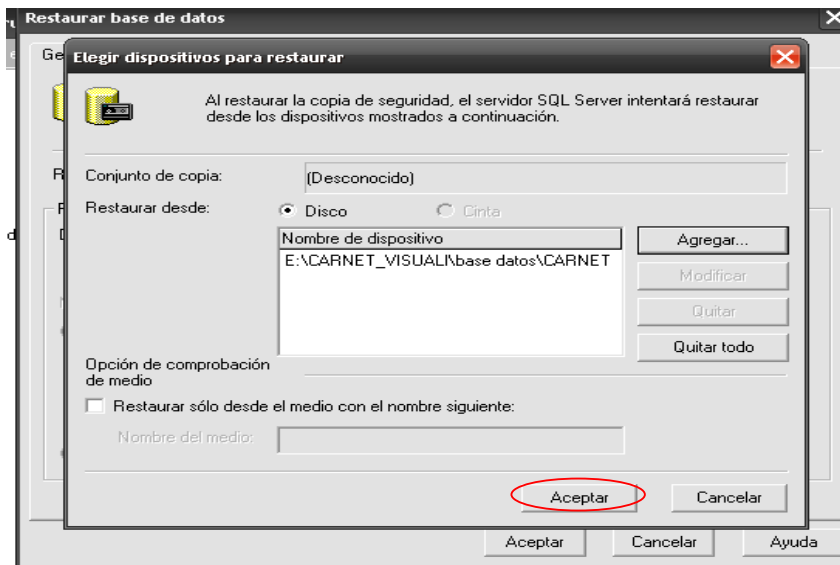 Restaurar base de datos
Ge
Elegir dispositivos para restaurar
Al restaurar la copia de seguridad, el servidor SQL Server intentará restaurar
desde los dispositivos mostrados a continuación.
Conjunto de copia:
(Desconocido)
Restaurar desde:
Disco
Cinta
Nombre de dispositivo
E:\CARNET_VISUALI\base datos\CARNET
Agregar...
Modificar
Quitar
Quitar todo
Opción de comprobación
de medio
Restaurar sólo desde el medio con el nombre siguiente:
Nombre del medio:
Aceptar
Cancelar
Aceptar
Cancelar
Ayuda